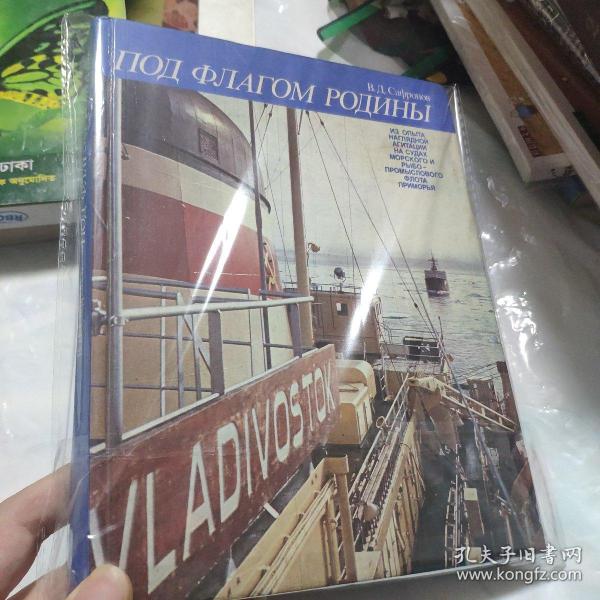 В. Д. Сафронов
ПОД ФЛАГОМ РОДИНЫ
ИЗ ОПЫТА
НАГЛЯДНОЙ
АГИТАЦИИ
НА СУДАХ
МОРСКОГО И
РЫБО-
ПРОМЫСЛОВОГО
ФЛОТА
ПРИМОРЬЯ
VLADIVOSTOK
ঢাকা
ক অনুমোদিত
孔夫子旧书网
www.kongfz.com